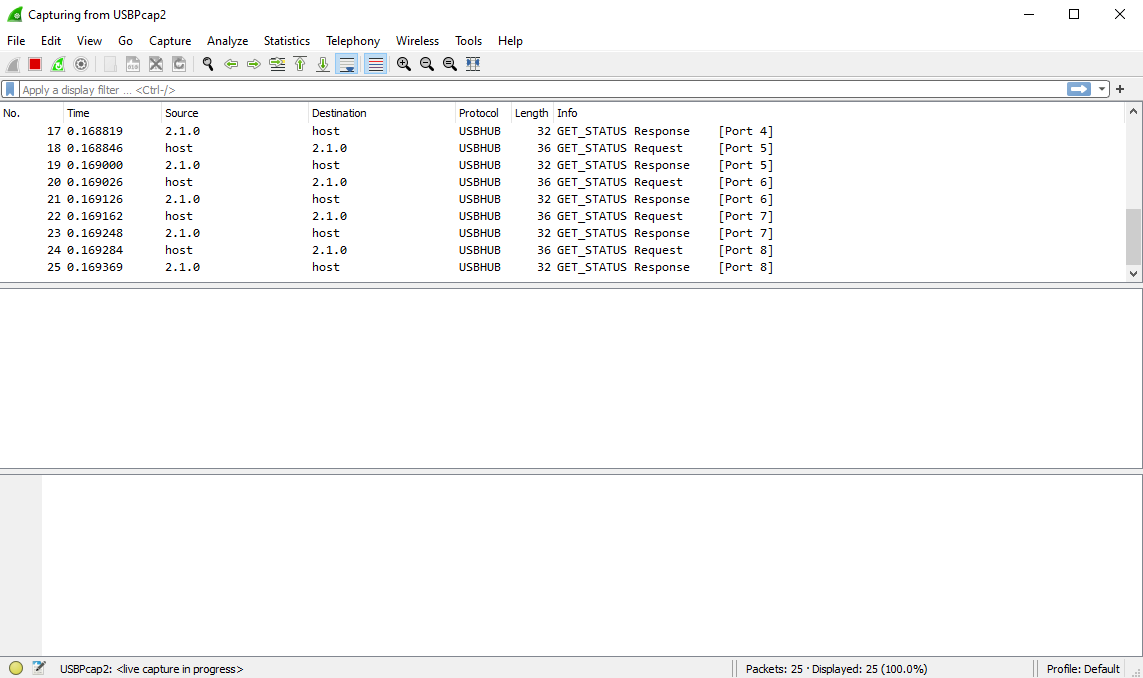 Capturing from USBPcap2
File Edit View Go Capture Analyze Statistics Telephony Wireless Tools Help
Apply a display filter ... <Ctrl-/>
No. Time Source Destination Protocol Length Info
17 0.168819 2.1.0 host USBHUB 32 GET_STATUS Response [Port 4]
18 0.168846 host 2.1.0 USBHUB 36 GET_STATUS Request [Port 5]
19 0.169000 2.1.0 host USBHUB 32 GET_STATUS Response [Port 5]
20 0.169026 host 2.1.0 USBHUB 36 GET_STATUS Request [Port 6]
21 0.169126 2.1.0 host USBHUB 32 GET_STATUS Response [Port 6]
22 0.169162 host 2.1.0 USBHUB 36 GET_STATUS Request [Port 7]
23 0.169248 2.1.0 host USBHUB 32 GET_STATUS Response [Port 7]
24 0.169284 host 2.1.0 USBHUB 36 GET_STATUS Request [Port 8]
25 0.169369 2.1.0 host USBHUB 32 GET_STATUS Response [Port 8]
USBPcap2: <live capture in progress> Packets: 25 · Displayed: 25 (100.0%) Profile: Default